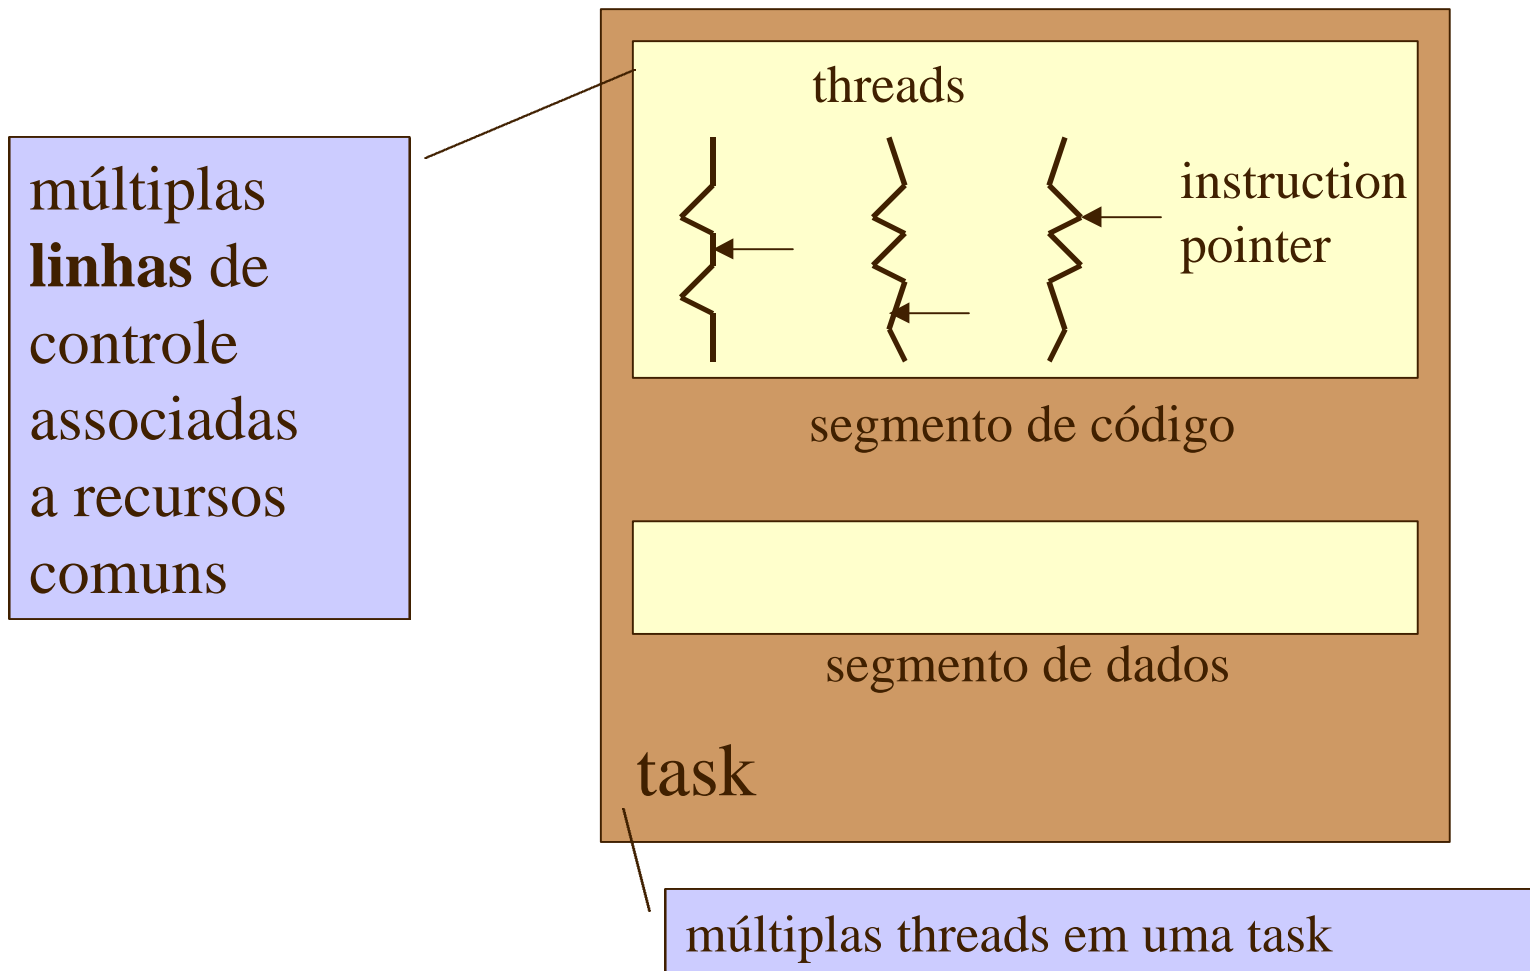 threads
instruction
pointer
múltiplas
linhas de
controle
associadas
a recursos
comuns
segmento de código
segmento de dados
task
múltiplas threads em uma task